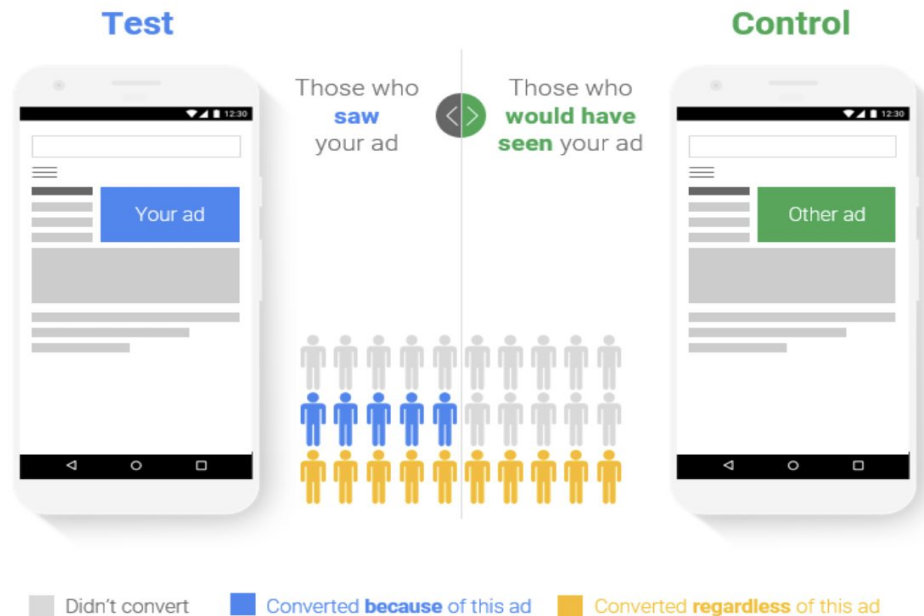 Test
Control
Those who
saw
your ad
Those who
would have
seen your ad
12:30
Your ad
12:30
Other ad
Didn't convert
Converted because of this ad
Converted regardless of this ad